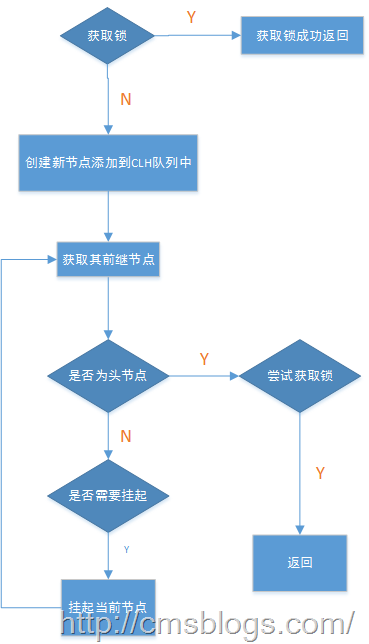 获取锁
Y
获取锁成功返回
N
创建新节点添加到CLH队列中
获取其前继节点
是否为头节点
Y
尝试获取锁
N
Y
是否需要挂起
Y
返回
挂起当前节点
http://cmsblogs.com/